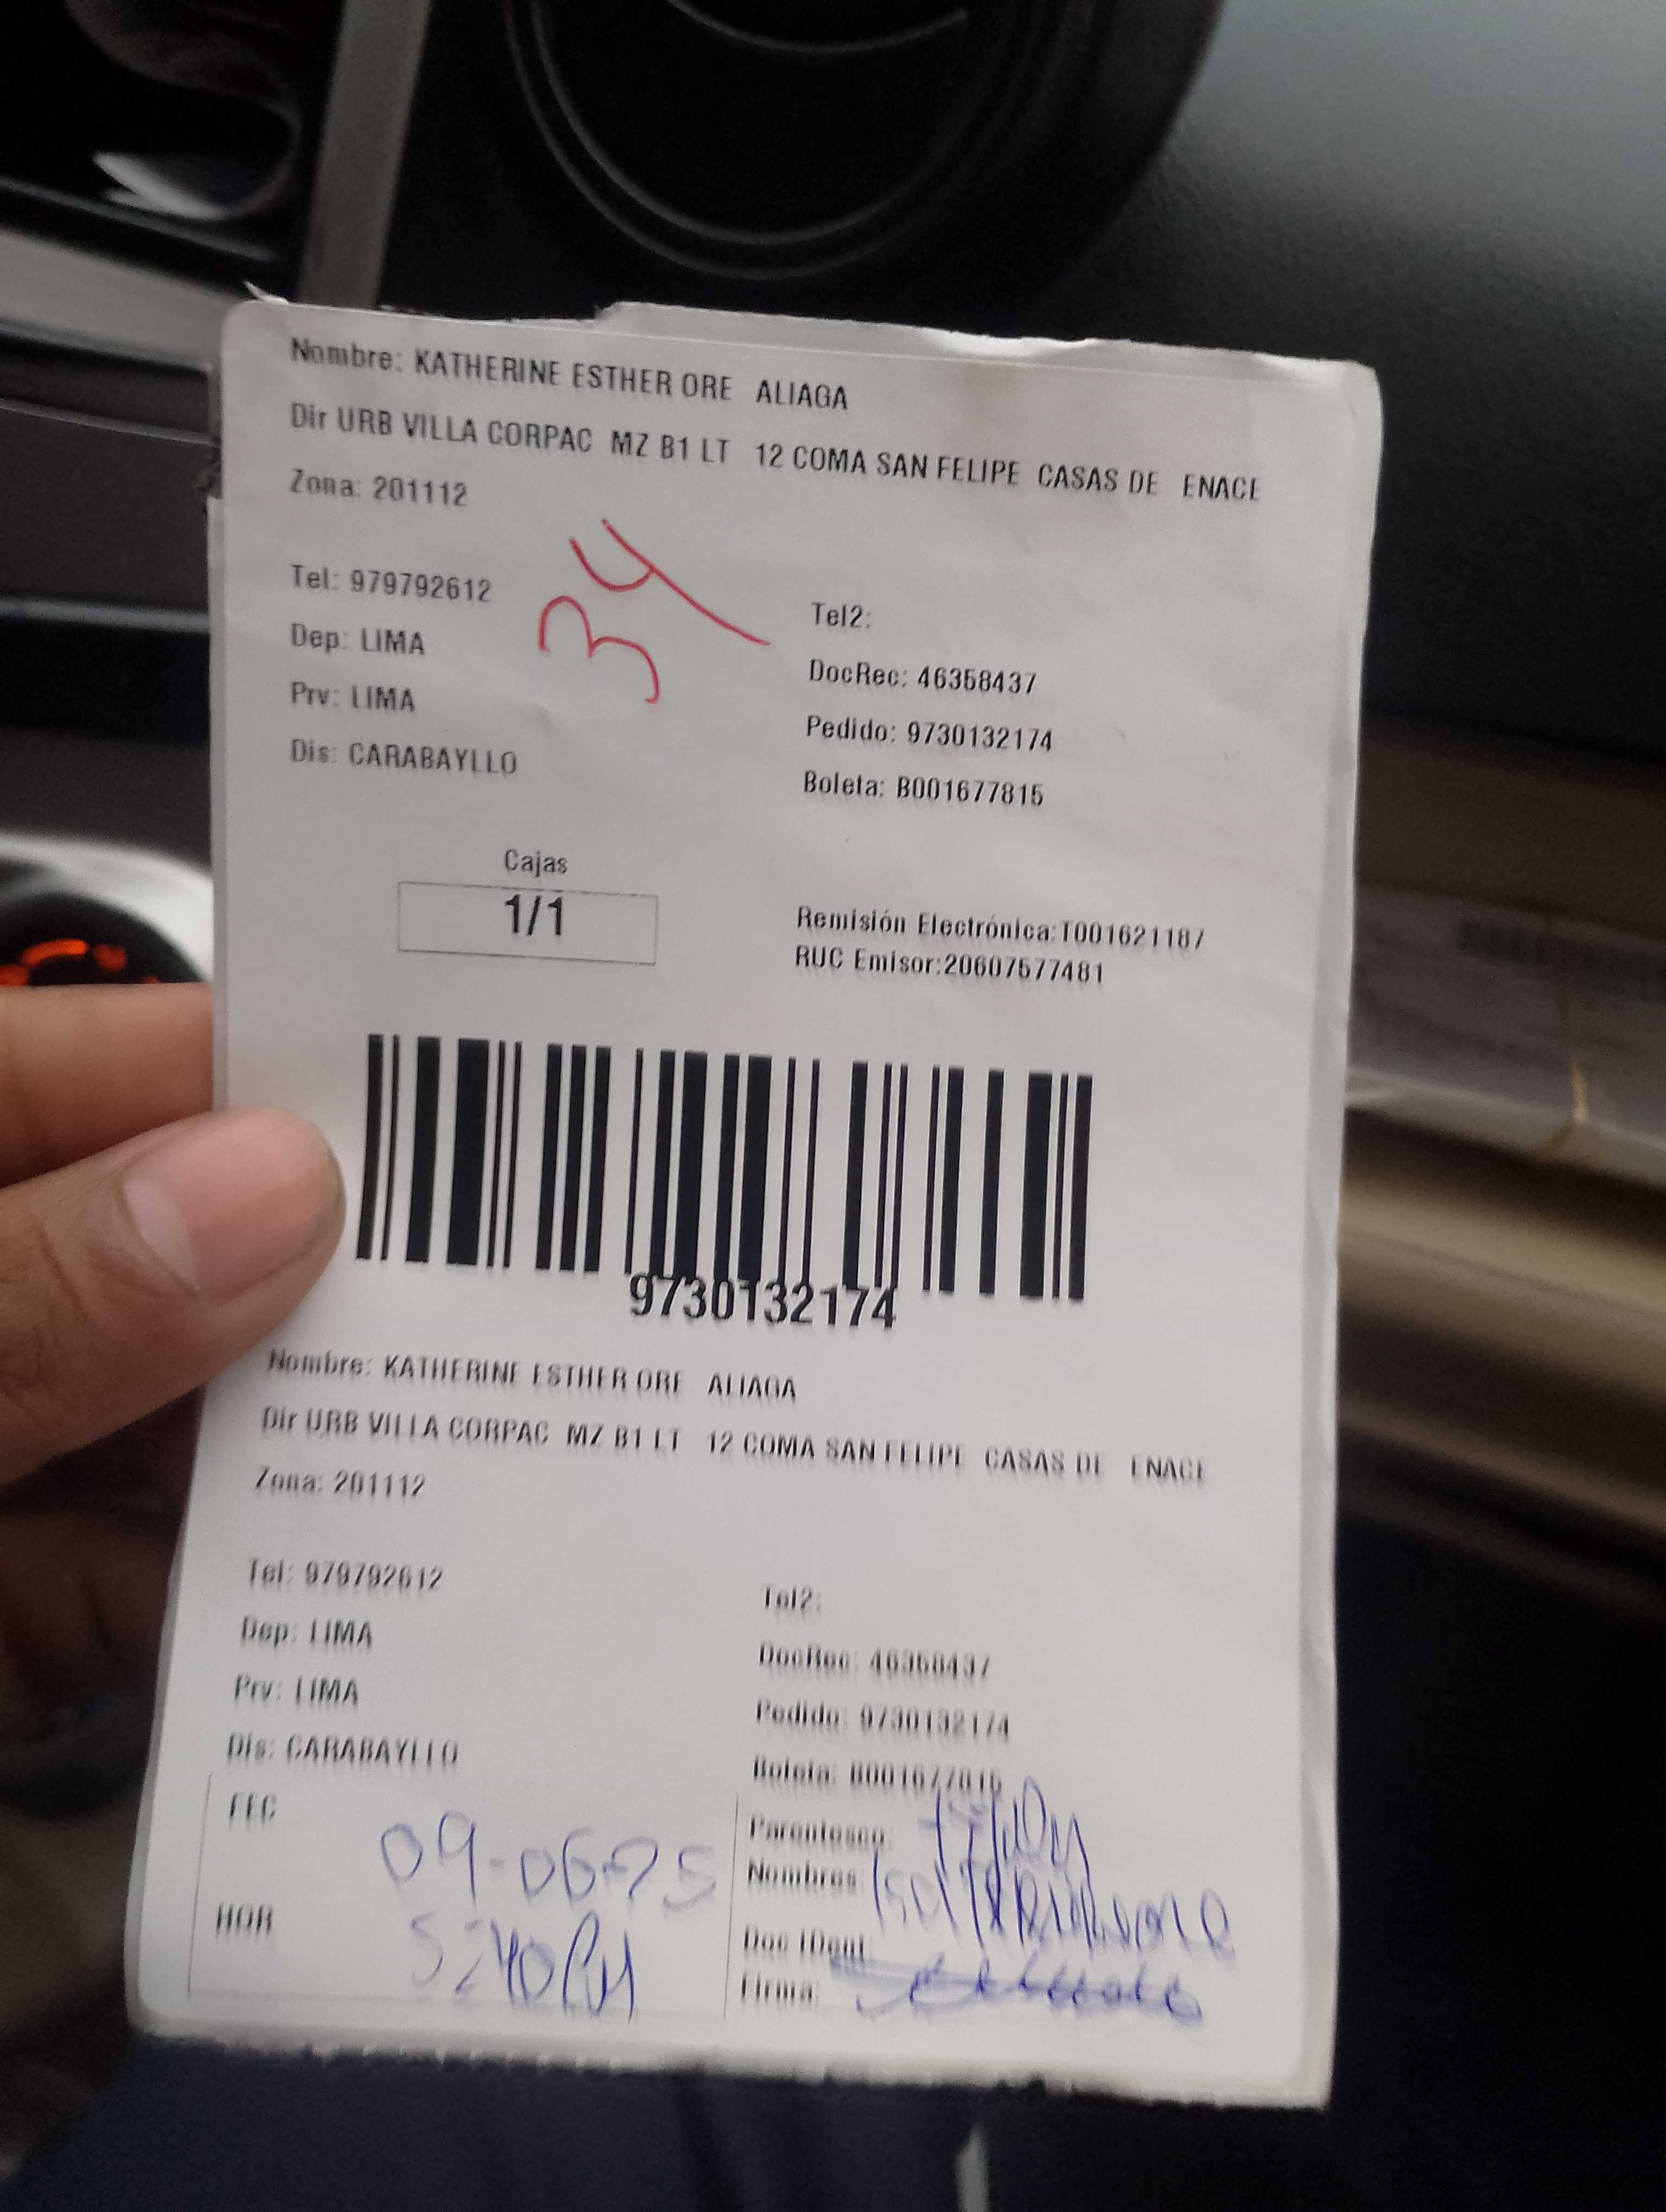 Nombre: KATHERINE ESTHER ORE ALIAGA
Dir URB VILLA CORPAC MZ B1 LT 12 COMA SAN FELIPE CASAS DE ENACE
Zona: 201112
34
Tel: 979792612
Tel2:
Dep: LIMA
DocRec: 46358437
Prv: LIMA
Pedido: 9730132174
Dis: CARABAYLLO
Boleta: B001677815
Cajas
1/1
Remisión Electrónica:T001621187
RUC Emisor:20607577481
9730132174
Nombre: KATHERINE ESTHER ORE ALIAGA
Dir URB VILLA CORPAC MZ B1 LT 12 COMA SAN FELIPE CASAS DE ENACE
Zona: 201112
Tel: 979792612
Tel2:
Dep: LIMA
DocRec: 46358437
Prv: LIMA
Pedido: 9730132174
Dis: CARABAYLLO
Boleta: B001677815
FEC
09-06-25
Parentesco
Nombres
HOR
5:40 PM
Doc IDent
Firma: